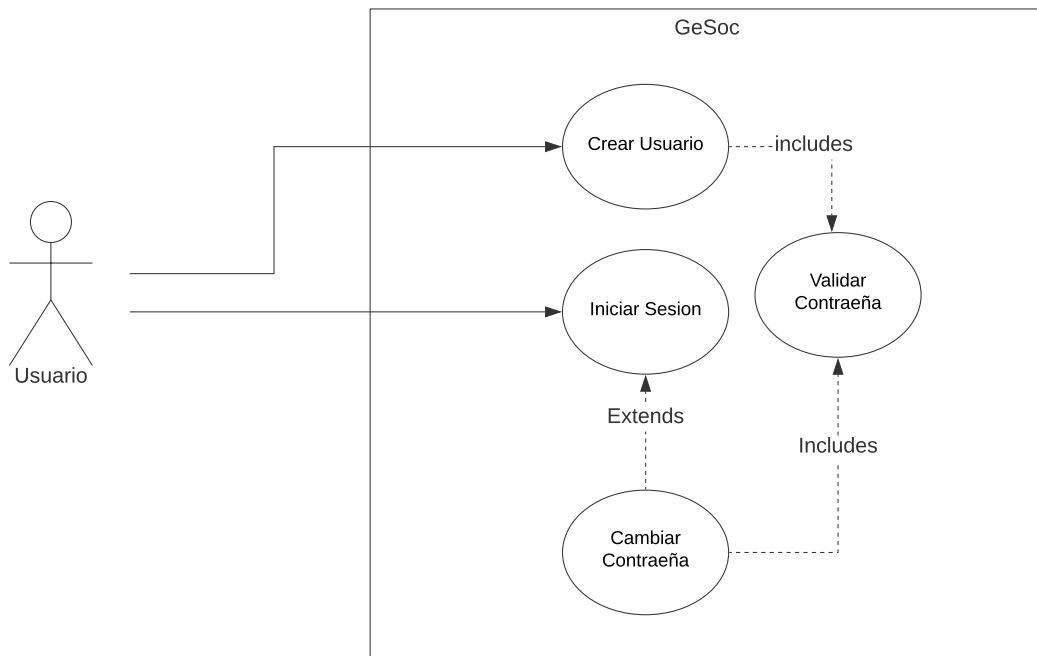 GeSoc
Crear Usuario
includes
Validar
Contraeña
Iniciar Sesion
Usuario
Extends
Includes
Cambiar
Contraeña